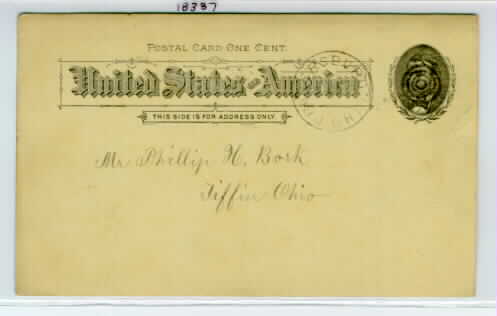 18337
POSTAL CARD-ONE CENT.
United States of America
THIS SIDE IS FOR ADDRESS ONLY.
Mr. Phillip H. Bork
Tiffin Ohio